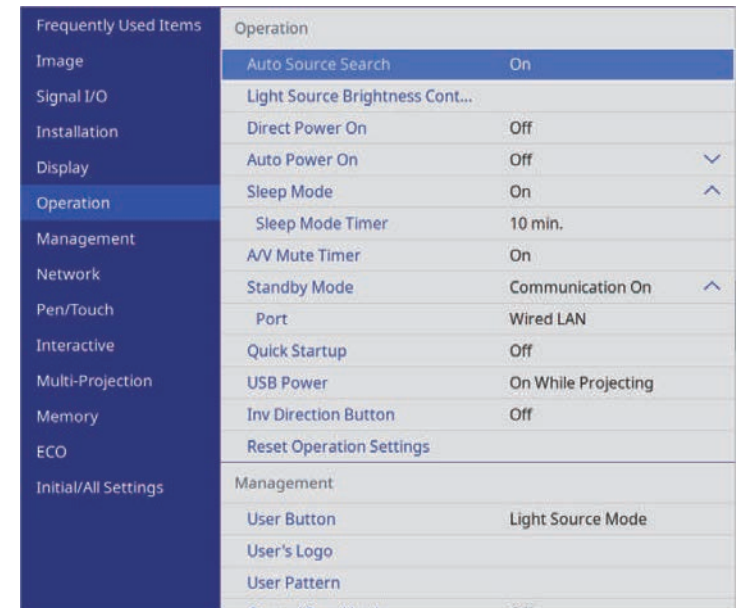 Frequently Used Items
Image
Signal I/O
Installation
Display
Operation
Management
Network
Pen/Touch
Interactive
Multi-Projection
Memory
ECO
Initial/All Settings
Operation
Auto Source Search On
Light Source Brightness Cont...
Direct Power On Off
Auto Power On Off
Sleep Mode On
Sleep Mode Timer 10 min.
A/V Mute Timer On
Standby Mode Communication On
Port Wired LAN
Quick Startup Off
USB Power On While Projecting
Inv Direction Button Off
Reset Operation Settings
Management
User Button Light Source Mode
User's Logo
User Pattern